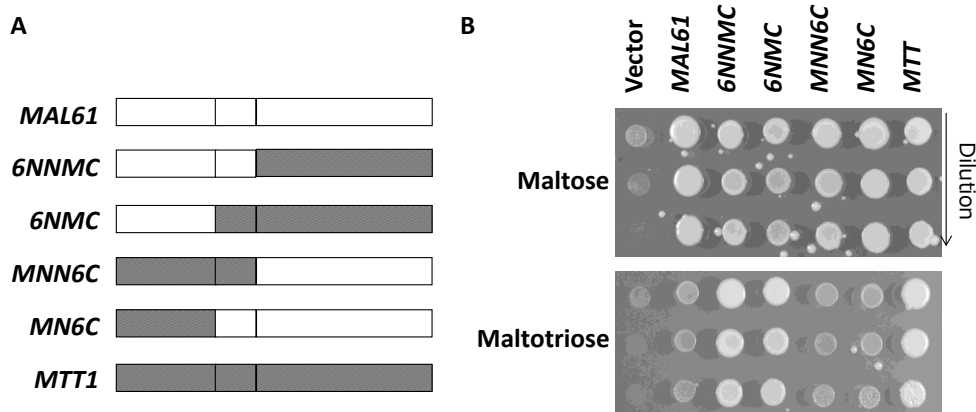 A
MAL61
6NNMC
6NMC
MNN6C
MN6C
MTT1
B
Vector
MAL61
6NNMC
6NMC
MNN6C
MN6C
MTT
Maltose
Maltotriose
Dilution